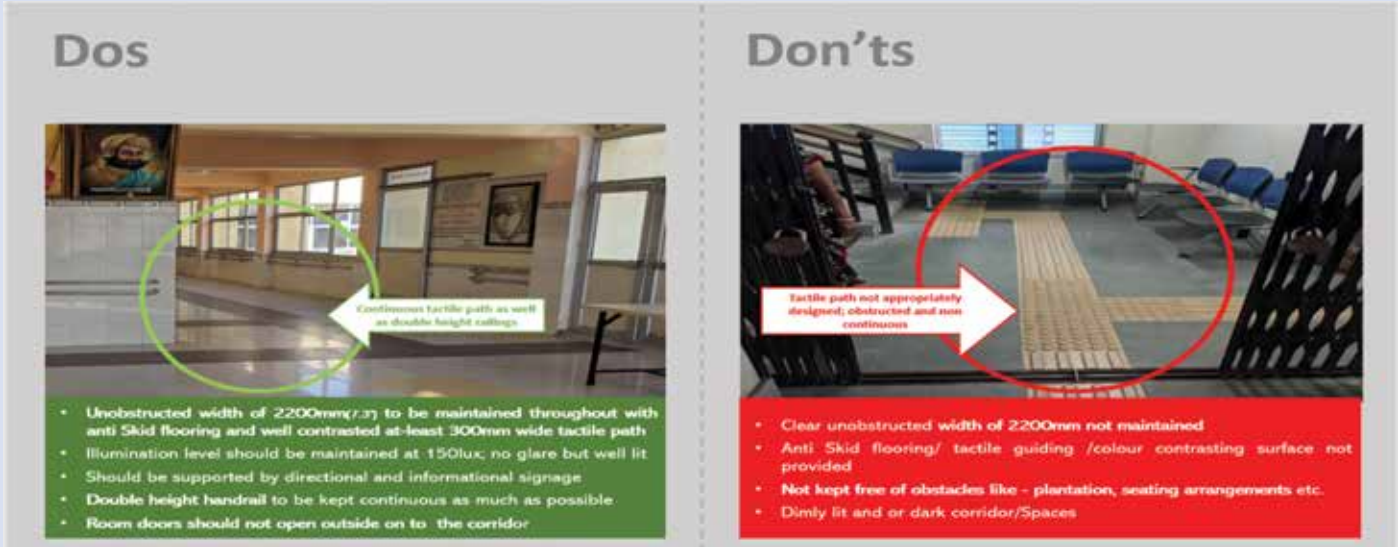 Dos
Continuous tactile path as well
as double height railings
• Unobstructed width of 2200mm(7.3') to be maintained throughout with
anti Skid flooring and well contrasted at-least 300mm wide tactile path
• Illumination level should be maintained at 150lux; no glare but well lit
• Should be supported by directional and informational signage
• Double height handrail to be kept continuous as much as possible
• Room doors should not open outside on to the corridor
Don'ts
Tactile path not appropriately
designed; obstructed and non
continuous
• Clear unobstructed width of 2200mm not maintained
• Anti Skid flooring/ tactile guiding /colour contrasting surface not
provided
• Not kept free of obstacles like - plantation, seating arrangements etc.
• Dimly lit and or dark corridor/Spaces